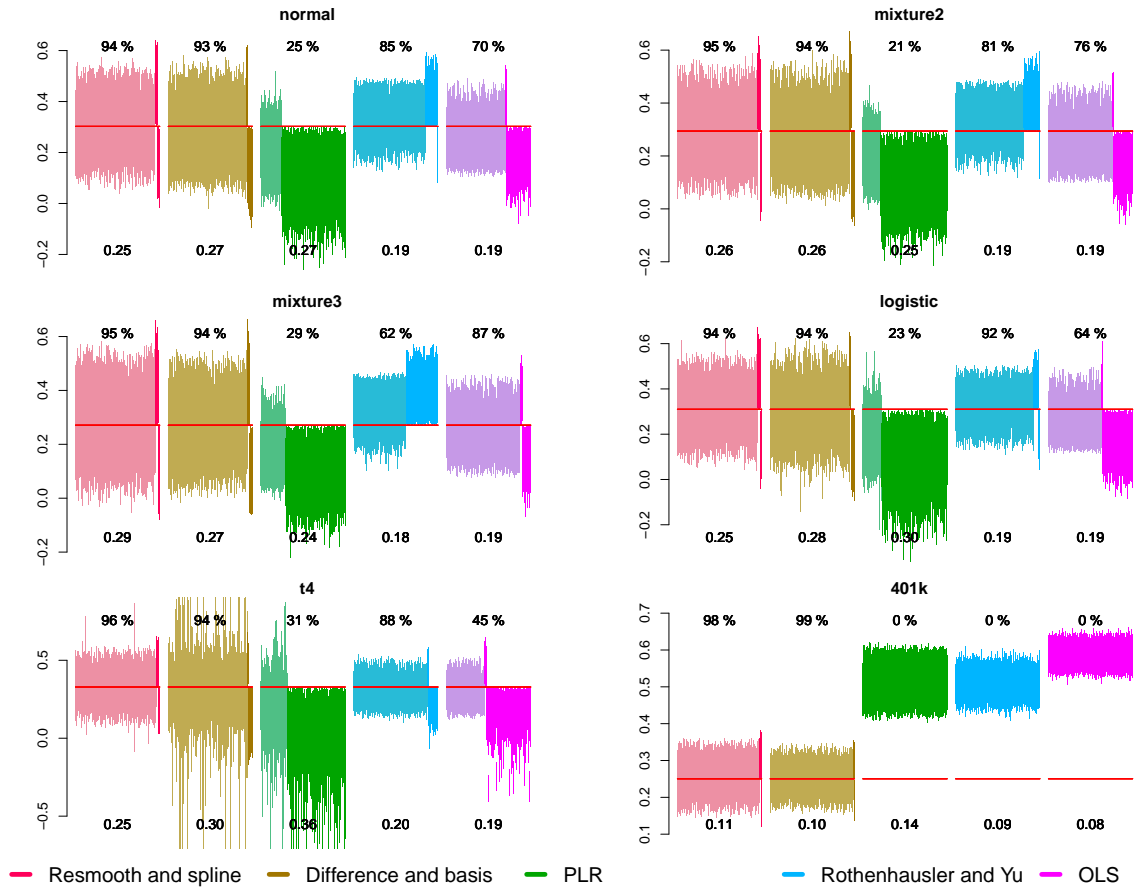 normal
94 % 93 % 25 % 85 % 70 %
0.6
0.4
0.2
0.0
−0.2
0.25 0.27 0.27 0.19 0.19
mixture2
95 % 94 % 21 % 81 % 76 %
0.6
0.4
0.2
0.0
−0.2
0.26 0.26 0.25 0.19 0.19
mixture3
95 % 94 % 29 % 62 % 87 %
0.6
0.4
0.2
0.0
−0.2
0.29 0.27 0.24 0.18 0.19
logistic
94 % 94 % 23 % 92 % 64 %
0.6
0.4
0.2
0.0
−0.2
0.25 0.28 0.30 0.19 0.19
t4
96 % 94 % 31 % 88 % 45 %
0.5
0.0
−0.5
0.25 0.30 0.36 0.20 0.19
401k
98 % 99 % 0 % 0 % 0 %
0.7
0.6
0.5
0.4
0.3
0.2
0.1
0.11 0.10 0.14 0.09 0.08
Resmooth and spline Difference and basis PLR Rothenhausler and Yu OLS